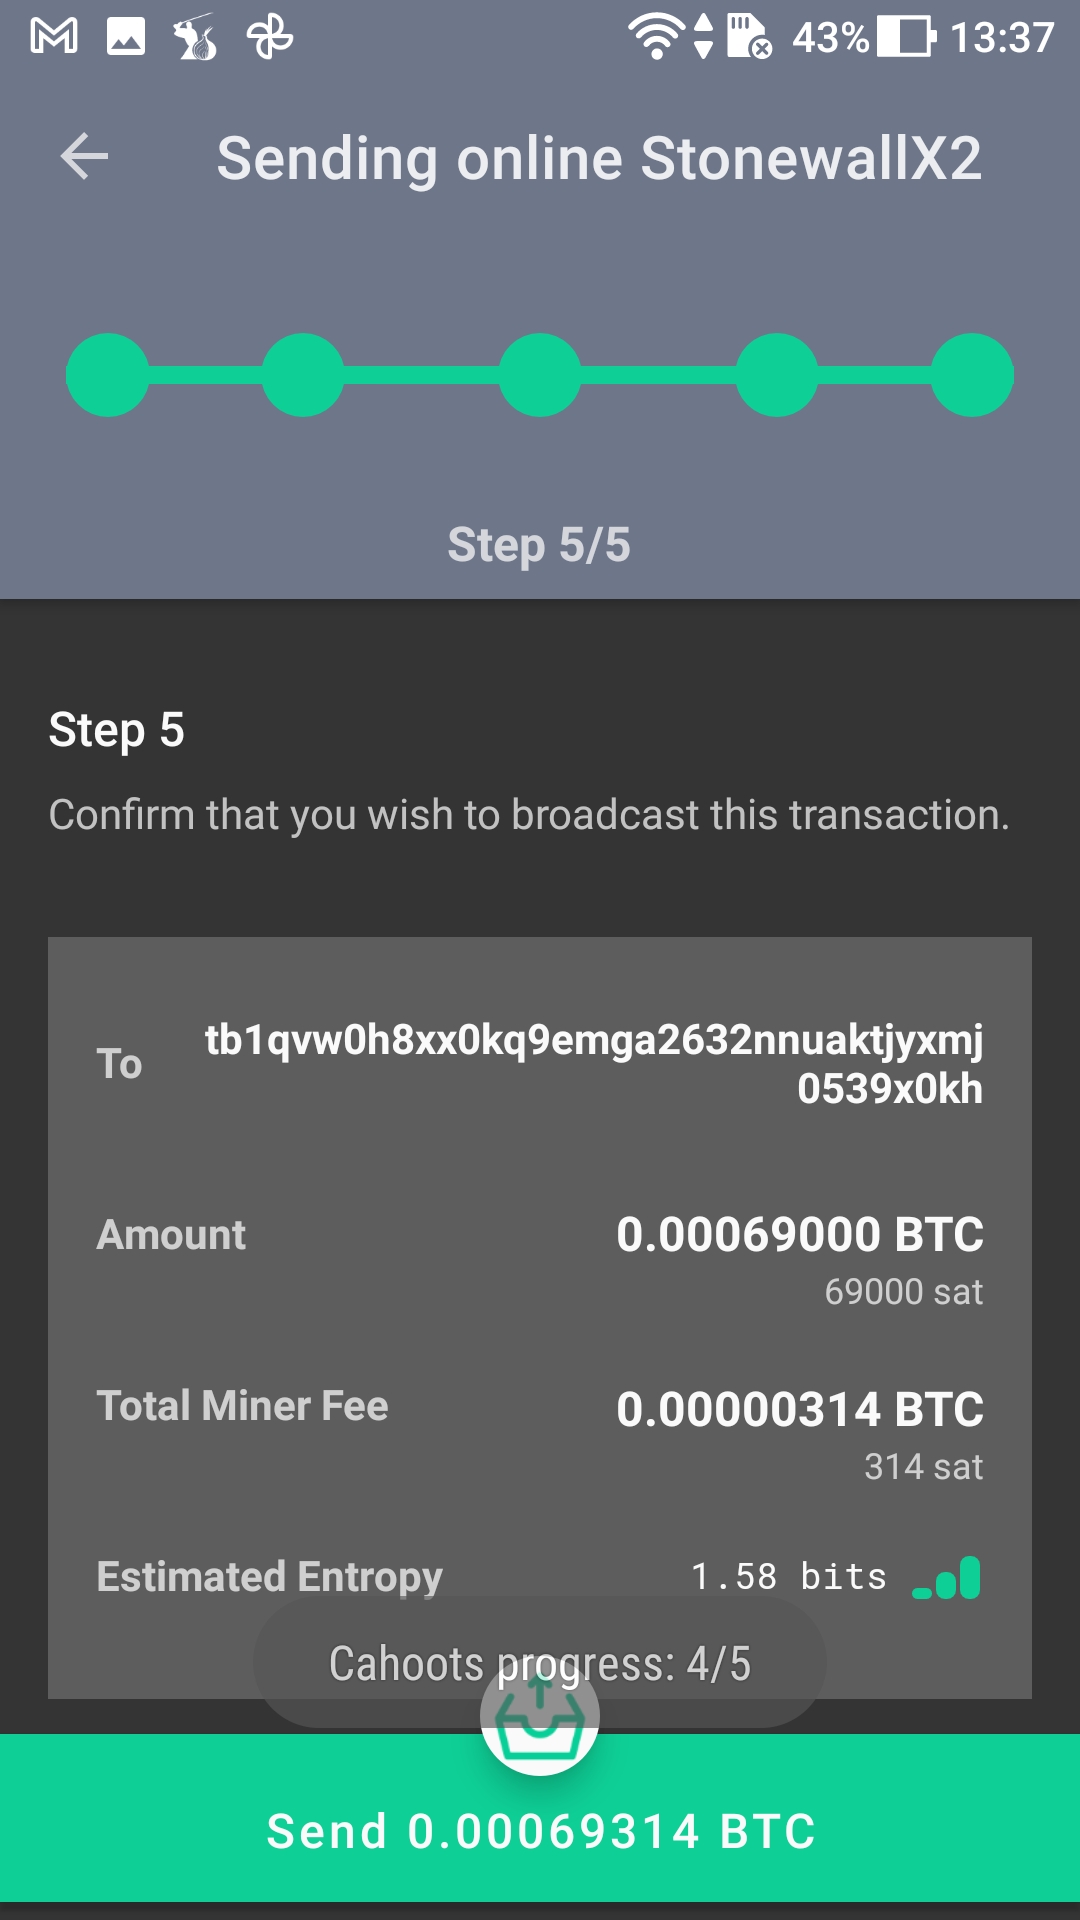 43% 13:37
Sending online StonewallX2
Step 5/5
Step 5
Confirm that you wish to broadcast this transaction.
To tb1qvw0h8xx0kq9emga2632nnuaktjyxmj
0539x0kh
Amount 0.00069000 BTC
69000 sat
Total Miner Fee 0.00000314 BTC
314 sat
Estimated Entropy 1.58 bits
Cahoots progress: 4/5
Send 0.00069314 BTC